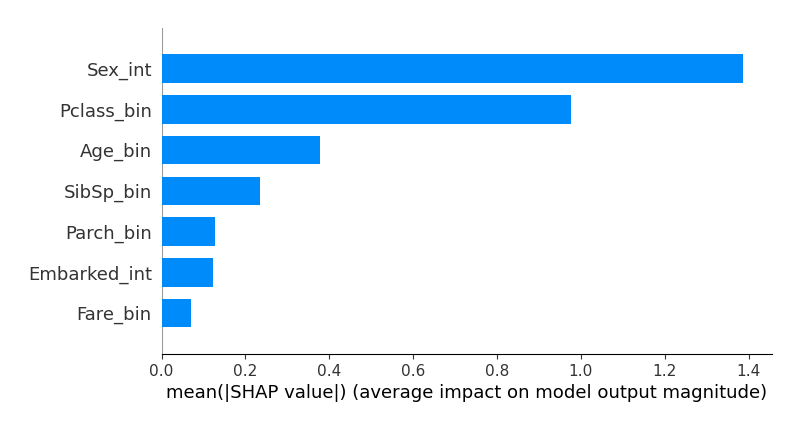 Sex_int
Pclass_bin
Age_bin
SibSp_bin
Parch_bin
Embarked_int
Fare_bin
0.0 0.2 0.4 0.6 0.8 1.0 1.2 1.4
mean(|SHAP value|) (average impact on model output magnitude)